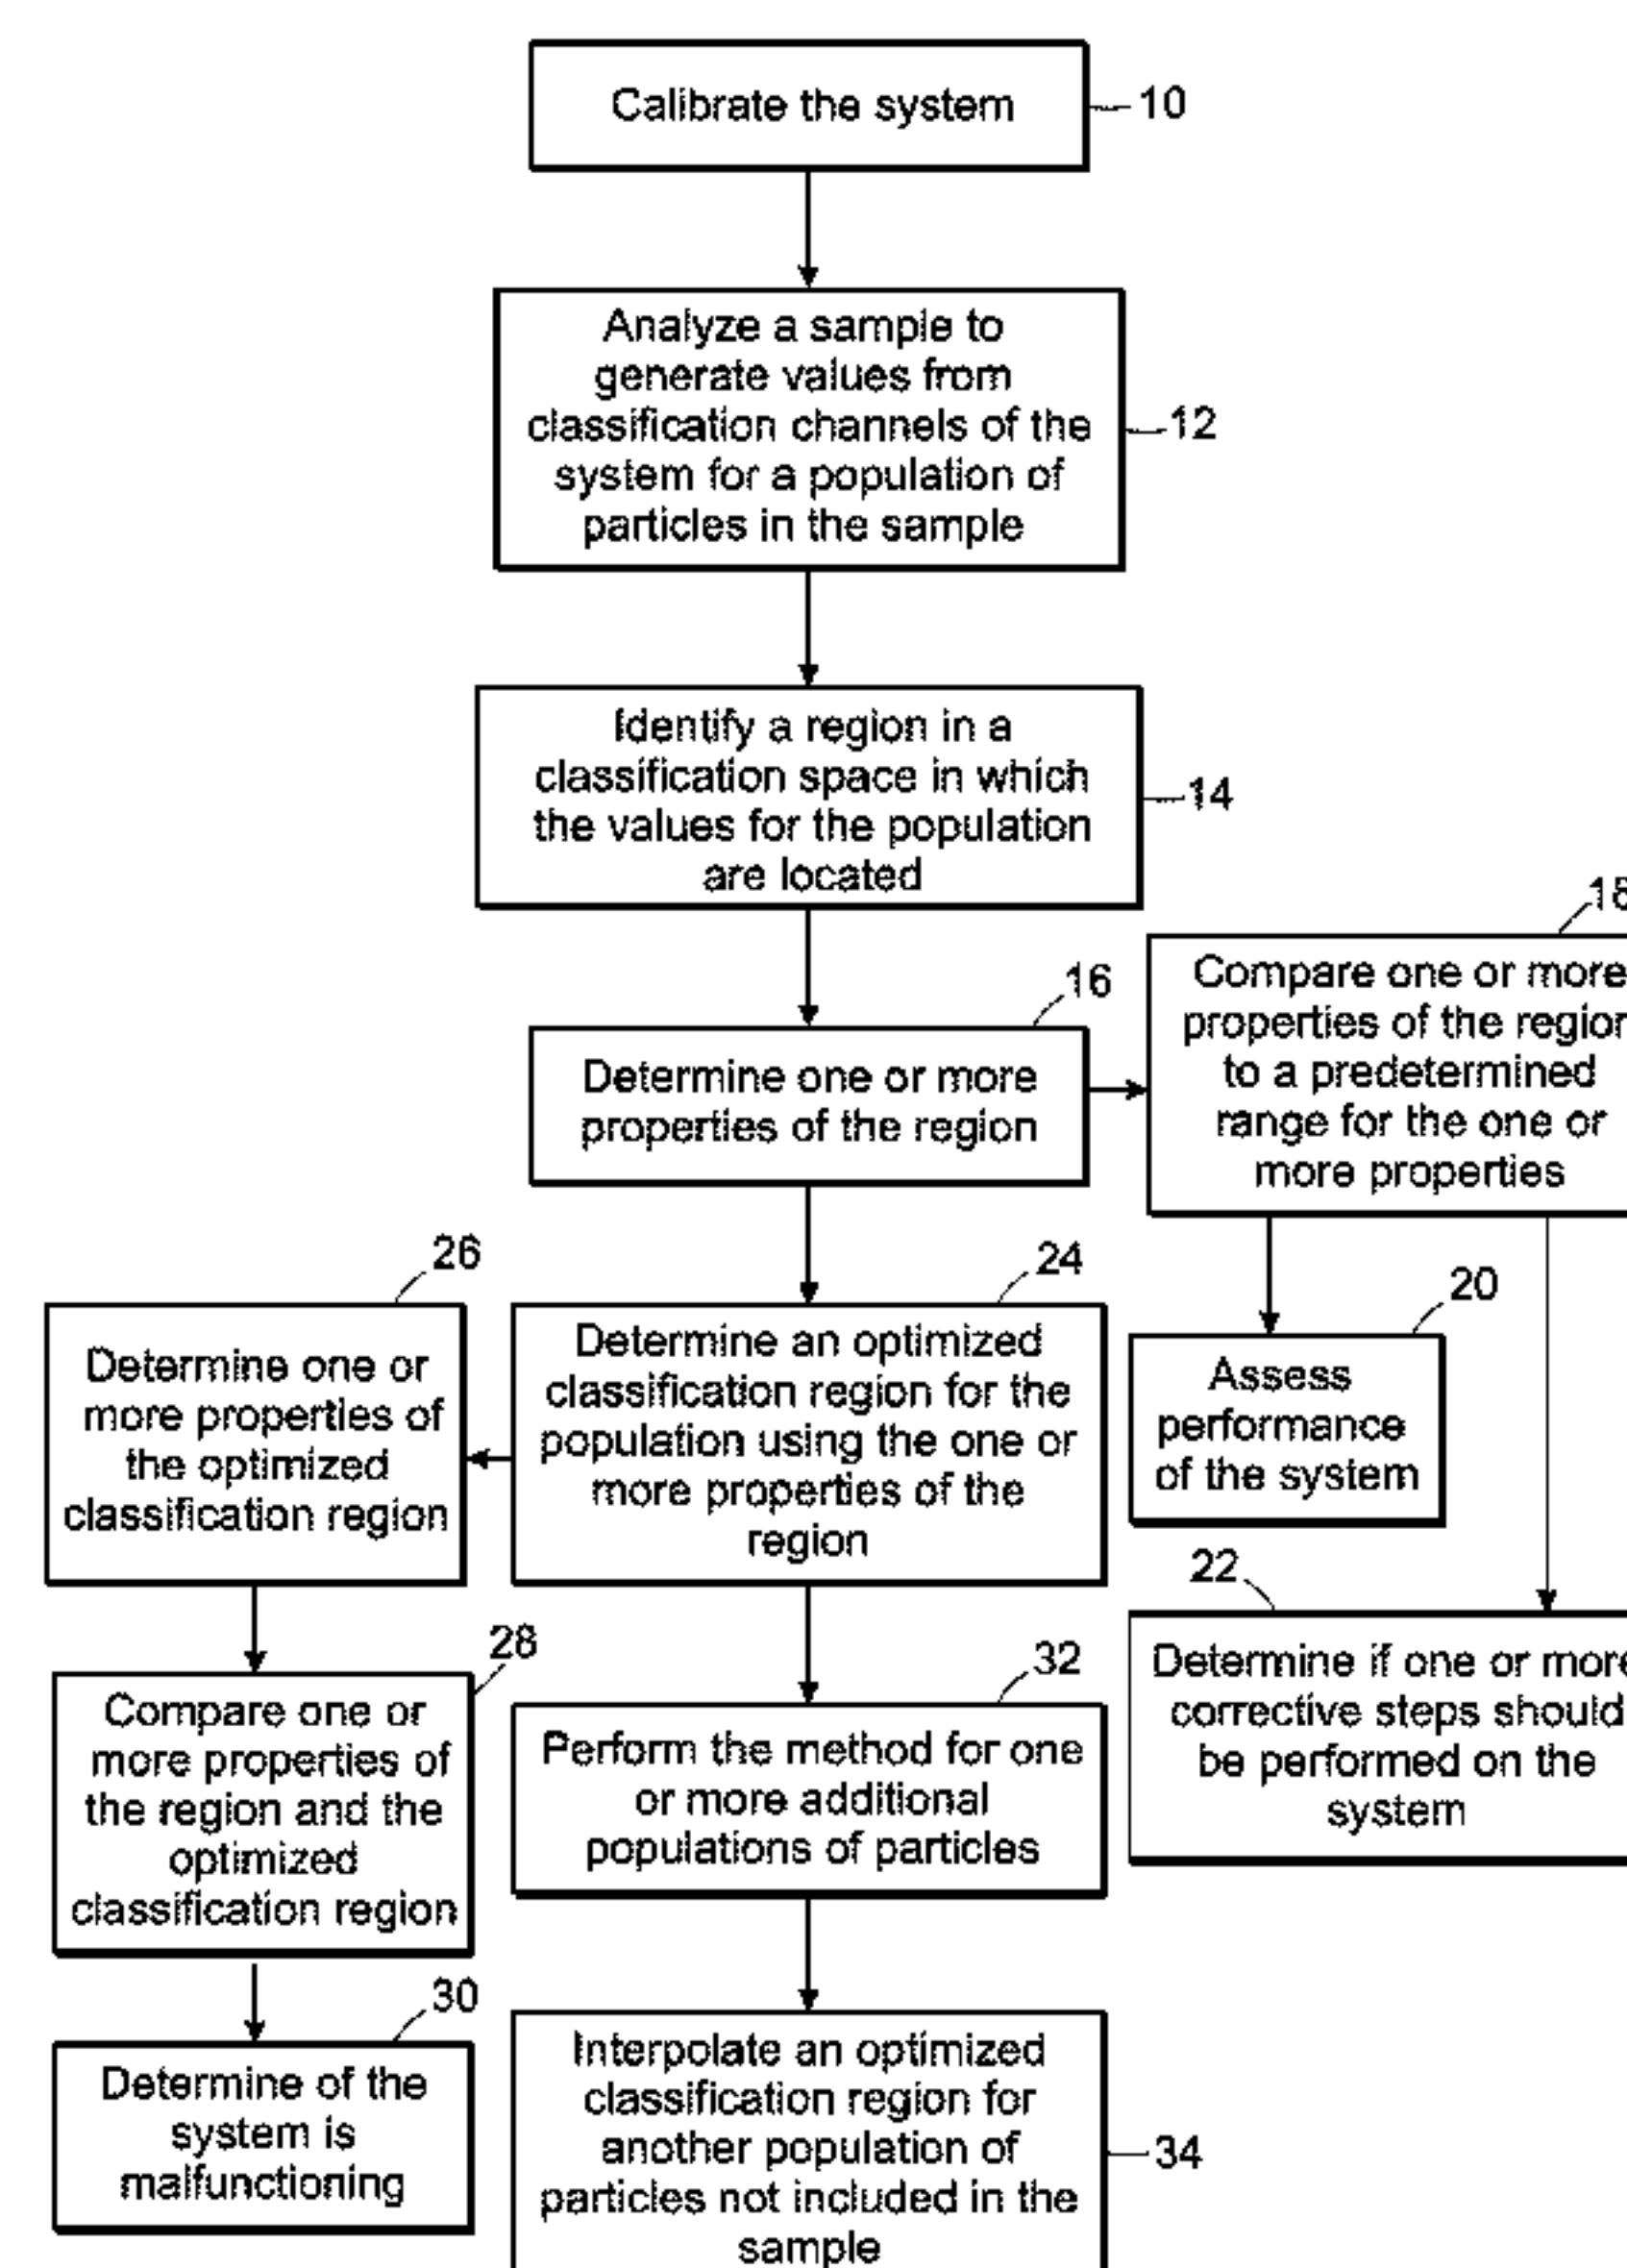 Calibrate the system
10
Analyze a sample to
generate values from
classification channels of the
system for a population of
particles in the sample
12
Identify a region in a
classification space in which
the values for the population
are located
14
16
Determine one or more
properties of the region
18
Compare one or more
properties of the region
to a predetermined
range for the one or
more properties
20
Assess
performance
of the system
22
Determine if one or more
corrective steps should
be performed on the
system
24
Determine an optimized
classification region for the
population using the one or
more properties of the
region
26
Determine one or
more properties of
the optimized
classification region
28
Compare one or
more properties of
the region and the
optimized
classification region
30
Determine of the
system is
malfunctioning
32
Perform the method for one
or more additional
populations of particles
Interpolate an optimized
classification region for
another population of
particles not included in the
sample
34